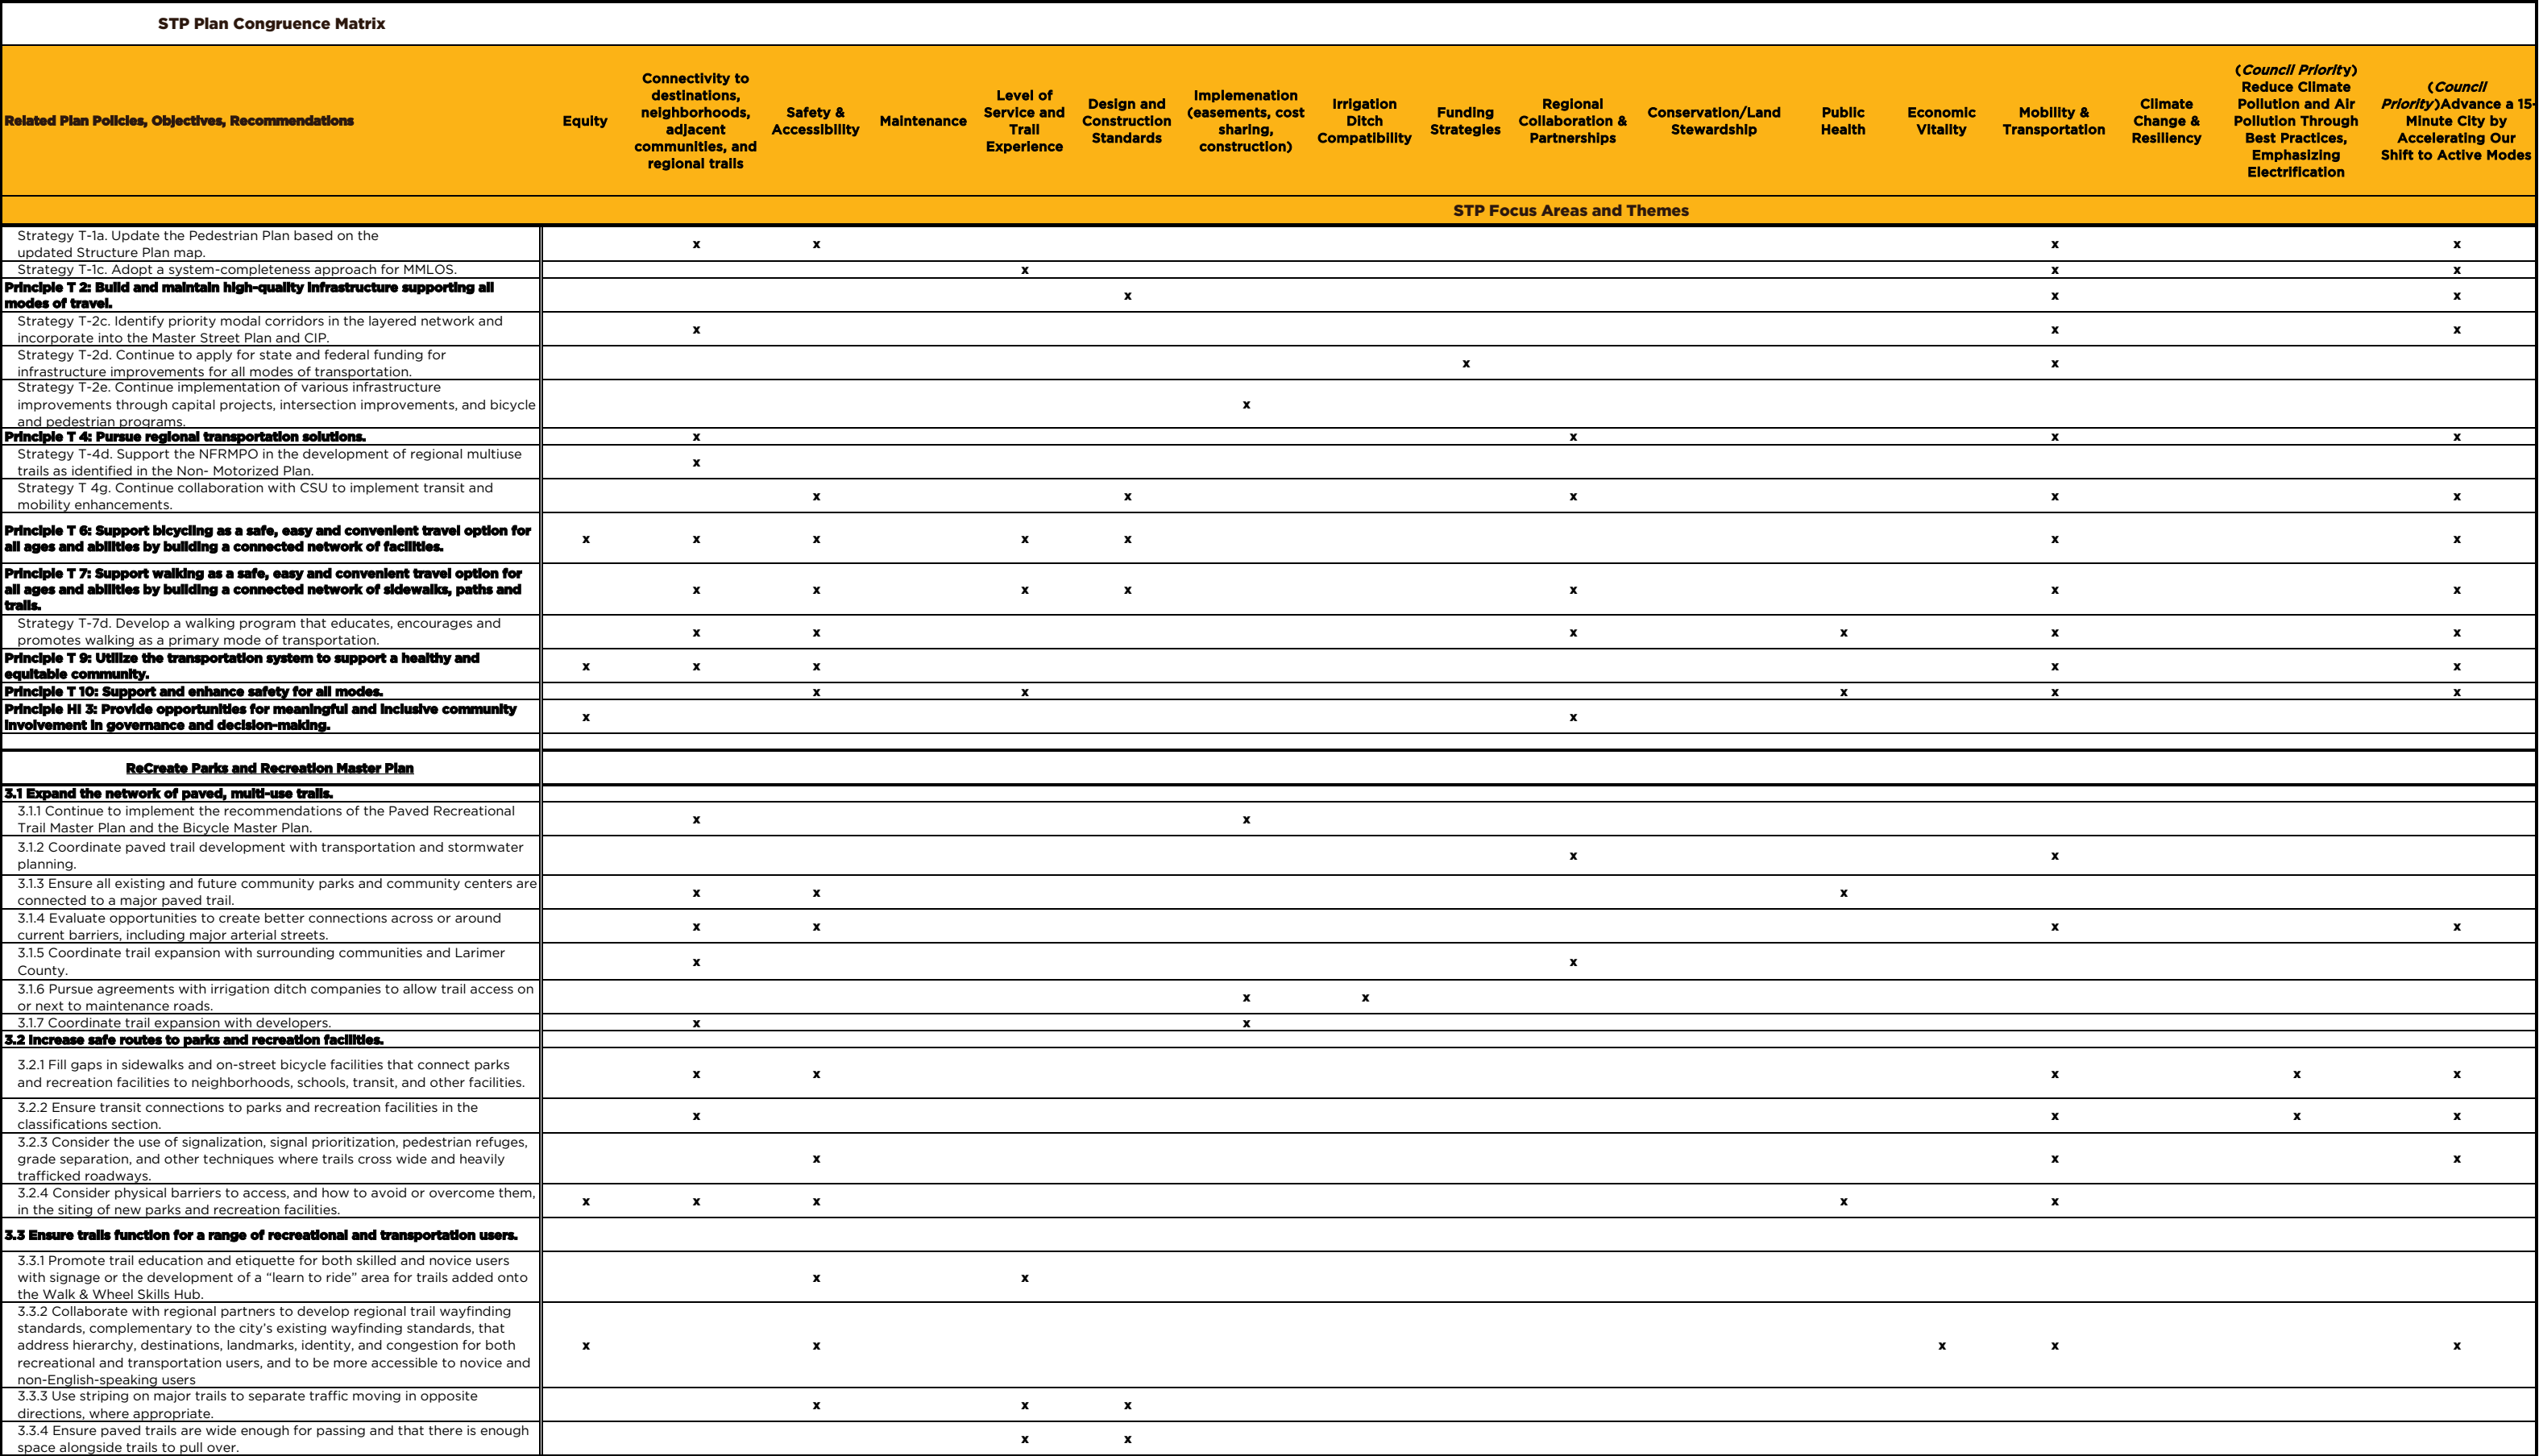 STP Plan Congruence Matrix
Related Plan Policies, Objectives, Recommendations
Equity
Connectivity to
destinations,
neighborhoods,
adjacent
communities, and
regional trails
Safety &
Accessibility
Maintenance
Level of
Service and
Trail
Experience
Design and
Construction
Standards
Implemenation
(easements, cost
sharing,
construction)
Irrigation
Ditch
Compatibility
Funding
Strategies
Regional
Collaboration &
Partnerships
Conservation/Land
Stewardship
Public
Health
Economic
Vitality
Mobility &
Transportation
Climate
Change &
Resiliency
(Council Priority)
Reduce Climate
Pollution and Air
Pollution Through
Best Practices,
Emphasizing
Electrification
(Council
Priority)Advance a 15-
Minute City by
Accelerating Our
Shift to Active Modes
STP Focus Areas and Themes
Strategy T-1a. Update the Pedestrian Plan based on the
updated Structure Plan map.
x x x x
Strategy T-1c. Adopt a system-completeness approach for MMLOS.
x x x
Principle T 2: Build and maintain high-quality infrastructure supporting all
modes of travel.
x x x
Strategy T-2c. Identify priority modal corridors in the layered network and
incorporate into the Master Street Plan and CIP.
x x x
Strategy T-2d. Continue to apply for state and federal funding for
infrastructure improvements for all modes of transportation.
x x
Strategy T-2e. Continue implementation of various infrastructure
improvements through capital projects, intersection improvements, and bicycle
and pedestrian programs.
x
Principle T 4: Pursue regional transportation solutions.
x x x x
Strategy T-4d. Support the NFRMPO in the development of regional multiuse
trails as identified in the Non- Motorized Plan.
x
Strategy T 4g. Continue collaboration with CSU to implement transit and
mobility enhancements.
x x x x x
Principle T 6: Support bicycling as a safe, easy and convenient travel option for
all ages and abilities by building a connected network of facilities.
x x x x x x x
Principle T 7: Support walking as a safe, easy and convenient travel option for
all ages and abilities by building a connected network of sidewalks, paths and
trails.
x x x x x x x
Strategy T-7d. Develop a walking program that educates, encourages and
promotes walking as a primary mode of transportation.
x x x x x x
Principle T 9: Utilize the transportation system to support a healthy and
equitable community.
x x x x x
Principle T 10: Support and enhance safety for all modes.
x x x x x
Principle HI 3: Provide opportunities for meaningful and inclusive community
involvement in governance and decision-making.
x x
ReCreate Parks and Recreation Master Plan
3.1 Expand the network of paved, multi-use trails.
3.1.1 Continue to implement the recommendations of the Paved Recreational
Trail Master Plan and the Bicycle Master Plan.
x x
3.1.2 Coordinate paved trail development with transportation and stormwater
planning.
x x
3.1.3 Ensure all existing and future community parks and community centers are
connected to a major paved trail.
x x x
3.1.4 Evaluate opportunities to create better connections across or around
current barriers, including major arterial streets.
x x x x
3.1.5 Coordinate trail expansion with surrounding communities and Larimer
County.
x x
3.1.6 Pursue agreements with irrigation ditch companies to allow trail access on
or next to maintenance roads.
x x
3.1.7 Coordinate trail expansion with developers.
x x
3.2 Increase safe routes to parks and recreation facilities.
3.2.1 Fill gaps in sidewalks and on-street bicycle facilities that connect parks
and recreation facilities to neighborhoods, schools, transit, and other facilities.
x x x x x
3.2.2 Ensure transit connections to parks and recreation facilities in the
classifications section.
x x x x
3.2.3 Consider the use of signalization, signal prioritization, pedestrian refuges,
grade separation, and other techniques where trails cross wide and heavily
trafficked roadways.
x x x
3.2.4 Consider physical barriers to access, and how to avoid or overcome them,
in the siting of new parks and recreation facilities.
x x x x x
3.3 Ensure trails function for a range of recreational and transportation users.
3.3.1 Promote trail education and etiquette for both skilled and novice users
with signage or the development of a “learn to ride” area for trails added onto
the Walk & Wheel Skills Hub.
x x
3.3.2 Collaborate with regional partners to develop regional trail wayfinding
standards, complementary to the city’s existing wayfinding standards, that
address hierarchy, destinations, landmarks, identity, and congestion for both
recreational and transportation users, and to be more accessible to novice and
non-English-speaking users
x x x x x
3.3.3 Use striping on major trails to separate traffic moving in opposite
directions, where appropriate.
x x x
3.3.4 Ensure paved trails are wide enough for passing and that there is enough
space alongside trails to pull over.
x x